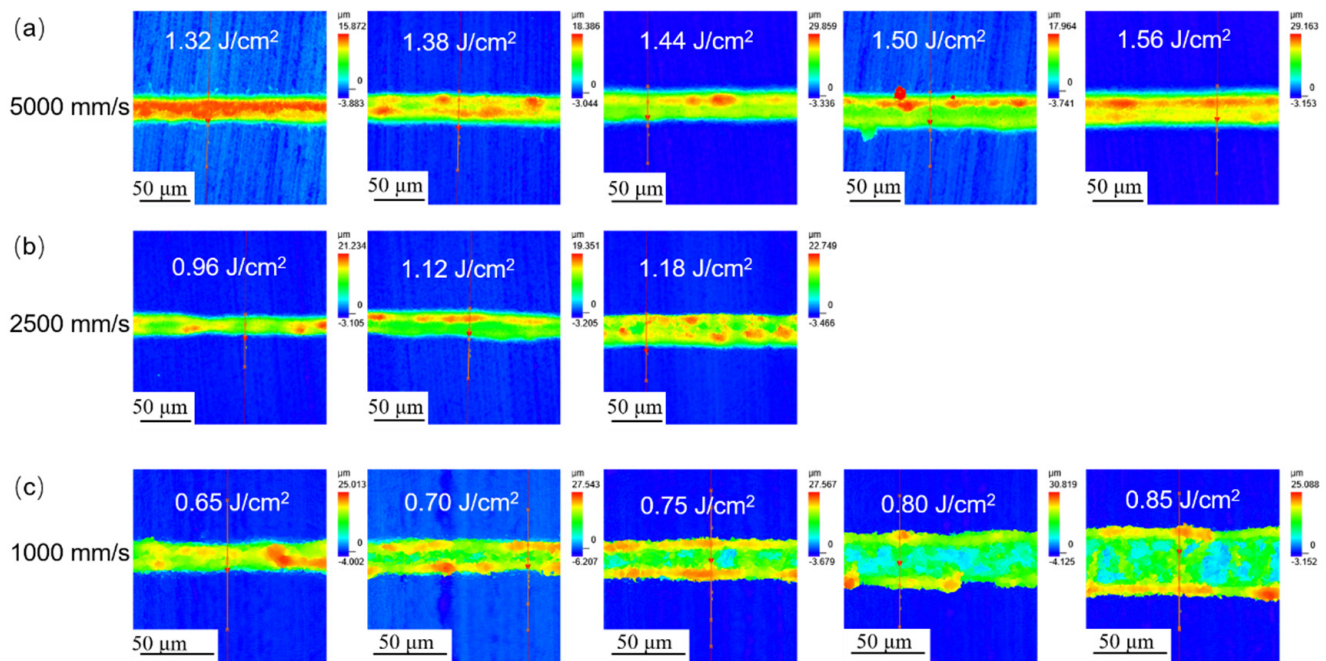 (a)
5000 mm/s
1.32 J/cm²
μm
15.872
0
-3.883
50 μm
1.38 J/cm²
μm
18.386
0
-3.044
50 μm
1.44 J/cm²
μm
29.859
0
-3.336
50 μm
1.50 J/cm²
μm
17.964
0
-3.741
50 μm
1.56 J/cm²
μm
29.163
0
-3.153
50 μm
(b)
2500 mm/s
0.96 J/cm²
μm
21.234
0
-3.105
50 μm
1.12 J/cm²
μm
19.351
0
-3.205
50 μm
1.18 J/cm²
μm
22.749
0
-3.466
50 μm
(c)
1000 mm/s
0.65 J/cm²
μm
25.013
0
-4.002
50 μm
0.70 J/cm²
μm
27.543
0
-6.207
50 μm
0.75 J/cm²
μm
27.567
0
-3.679
50 μm
0.80 J/cm²
μm
30.819
0
-4.125
50 μm
0.85 J/cm²
μm
25.088
0
-3.152
50 μm